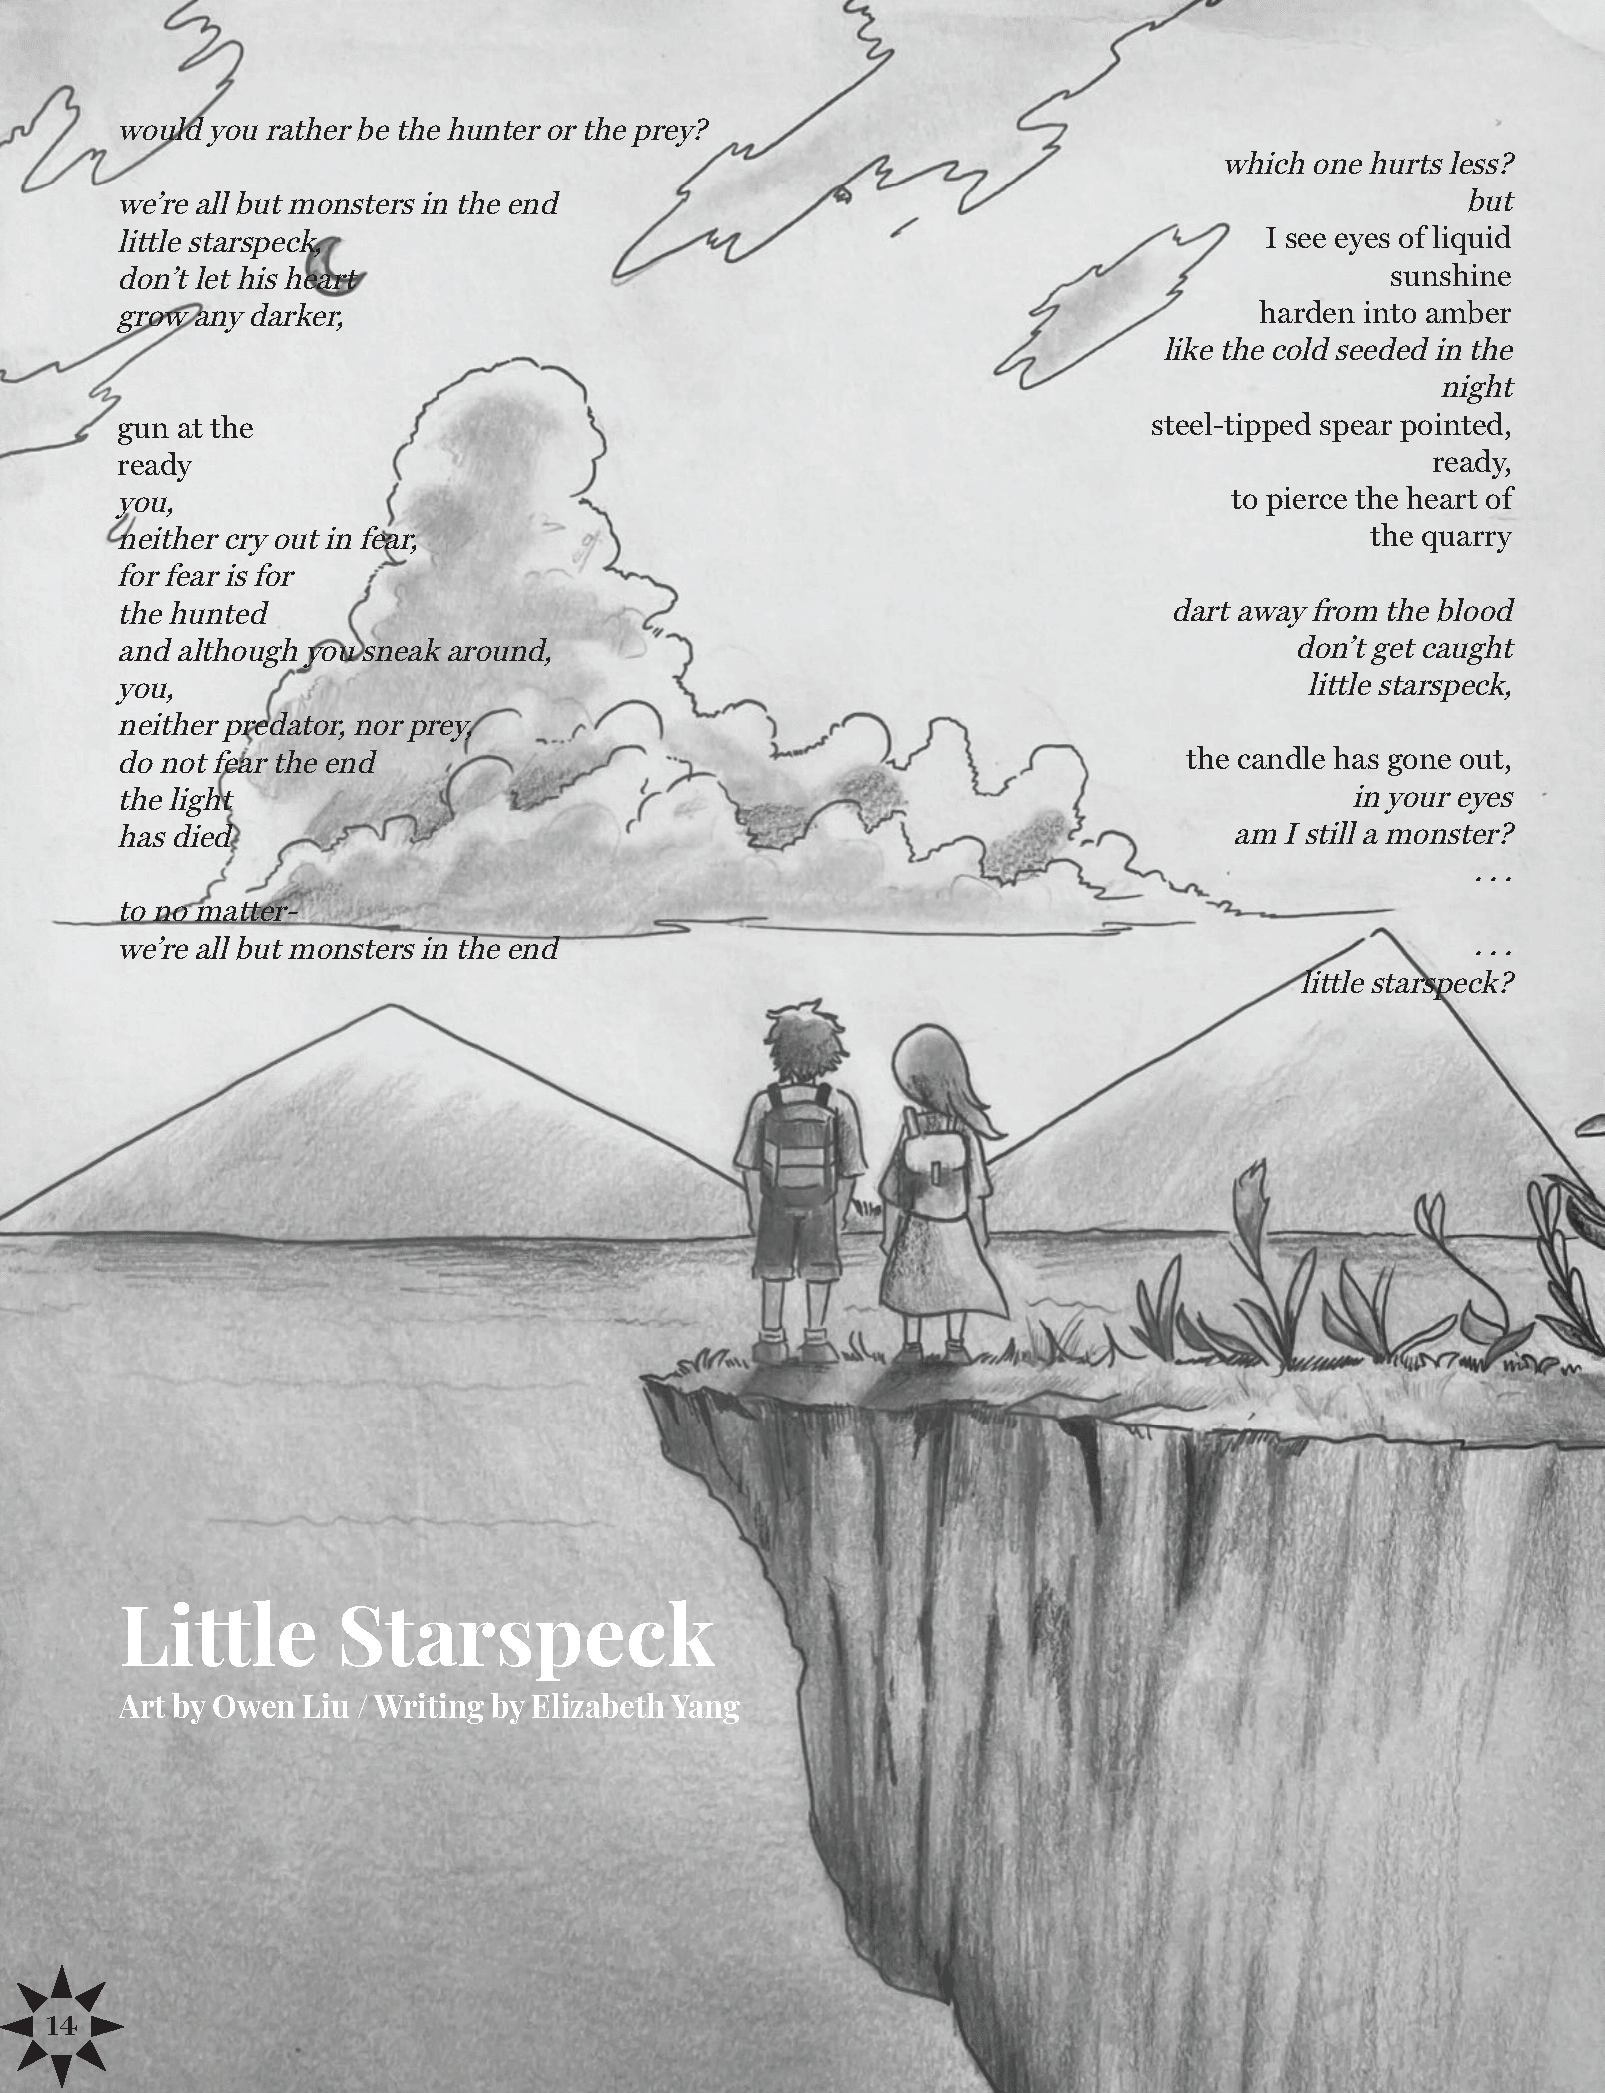 would you rather be the hunter or the prey?
we’re all but monsters in the end
little starspeck,
don’t let his heart
grow any darker,
gun at the
ready
you,
neither cry out in fear,
for fear is for
the hunted
and although you sneak around,
you,
neither predator, nor prey,
do not fear the end
the light
has died
to no matter-
we’re all but monsters in the end
which one hurts less?
but
I see eyes of liquid
sunshine
harden into amber
like the cold seeded in the
night
steel-tipped spear pointed,
ready,
to pierce the heart of
the quarry
dart away from the blood
don’t get caught
little starspeck,
the candle has gone out,
in your eyes
am I still a monster?
. . .
. . .
little starspeck?
Little Starspeck
Art by Owen Liu / Writing by Elizabeth Yang
14